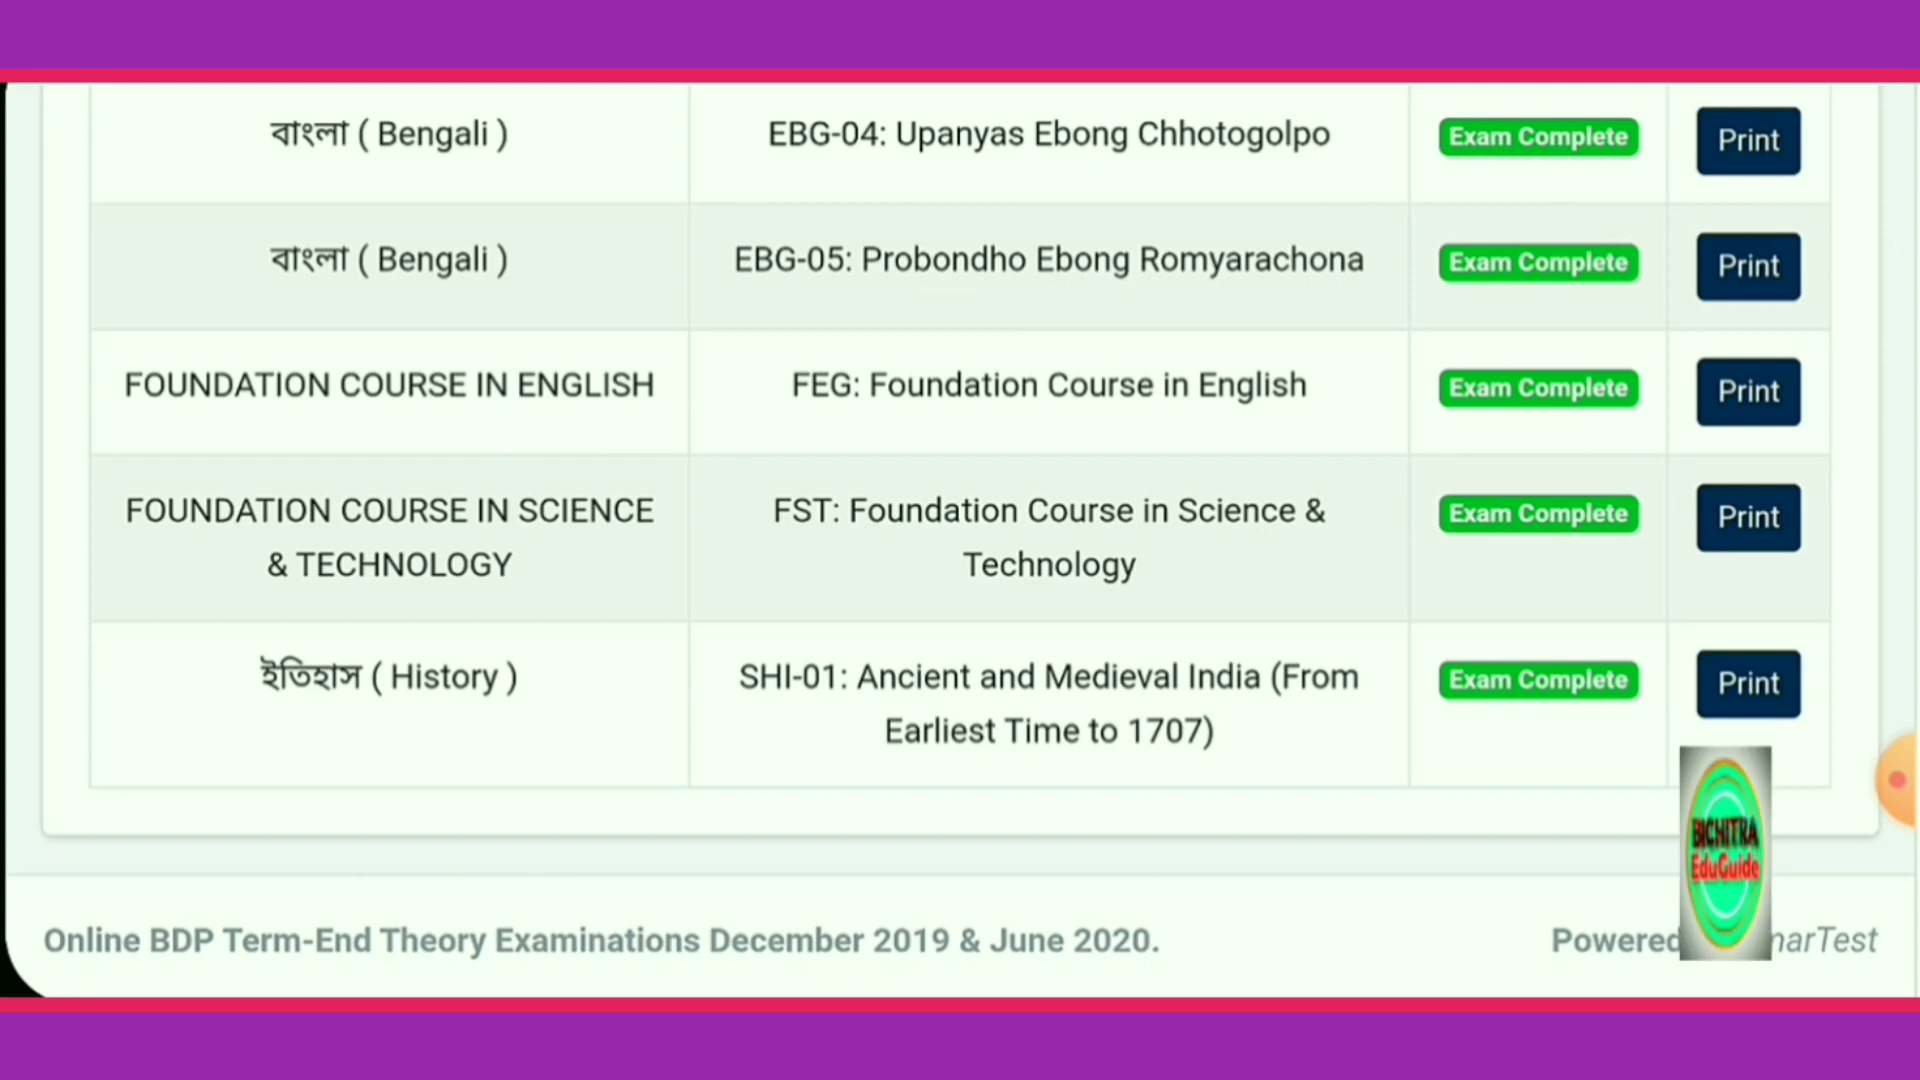 বাংলা ( Bengali )
EBG-04: Upanyas Ebong Chhotogolpo
Exam Complete
Print
বাংলা ( Bengali )
EBG-05: Probondho Ebong Romyarachona
Exam Complete
Print
FOUNDATION COURSE IN ENGLISH
FEG: Foundation Course in English
Exam Complete
Print
FOUNDATION COURSE IN SCIENCE
& TECHNOLOGY
FST: Foundation Course in Science &
Technology
Exam Complete
Print
ইতিহাস ( History )
SHI-01: Ancient and Medieval India (From
Earliest Time to 1707)
Exam Complete
Print
BICHITRA
EduGuide
Online BDP Term-End Theory Examinations December 2019 & June 2020.
Powered